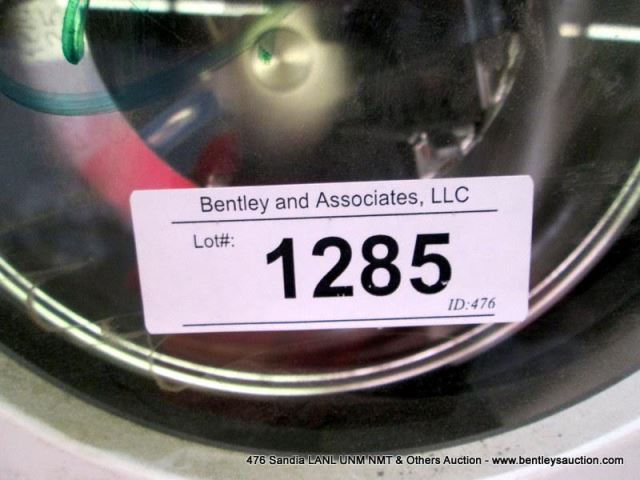 Bentley and Associates, LLC
Lot#:
1285
ID:476
476 Sandia LANL UNM NMT & Others Auction - www.bentleysauction.com